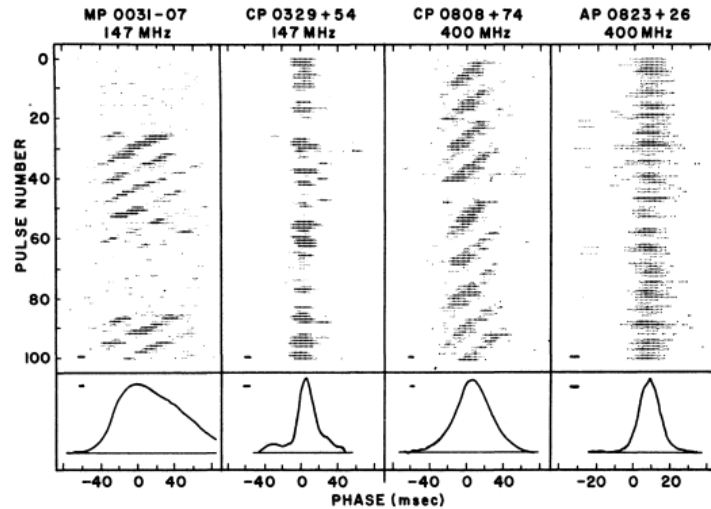 MP 0031-07 CP 0329+54 CP 0808+74 AP 0823+26
147 MHz 147 MHz 400 MHz 400 MHz
0
20
40
60
80
100
PULSE NUMBER
-40 0 40 -40 0 40 -40 0 40 -20 0 20
PHASE (msec)